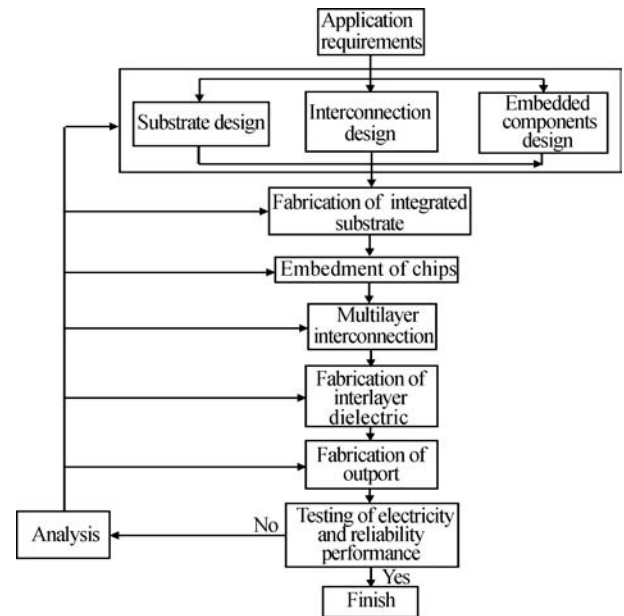 Application
requirements
Substrate design
Interconnection
design
Embedded
components
design
Fabrication of integrated
substrate
Embedment of chips
Multilayer
interconnection
Fabrication of
interlayer
dielectric
Fabrication of
outport
Analysis
No
Testing of electricity
and reliability
performance
Yes
Finish